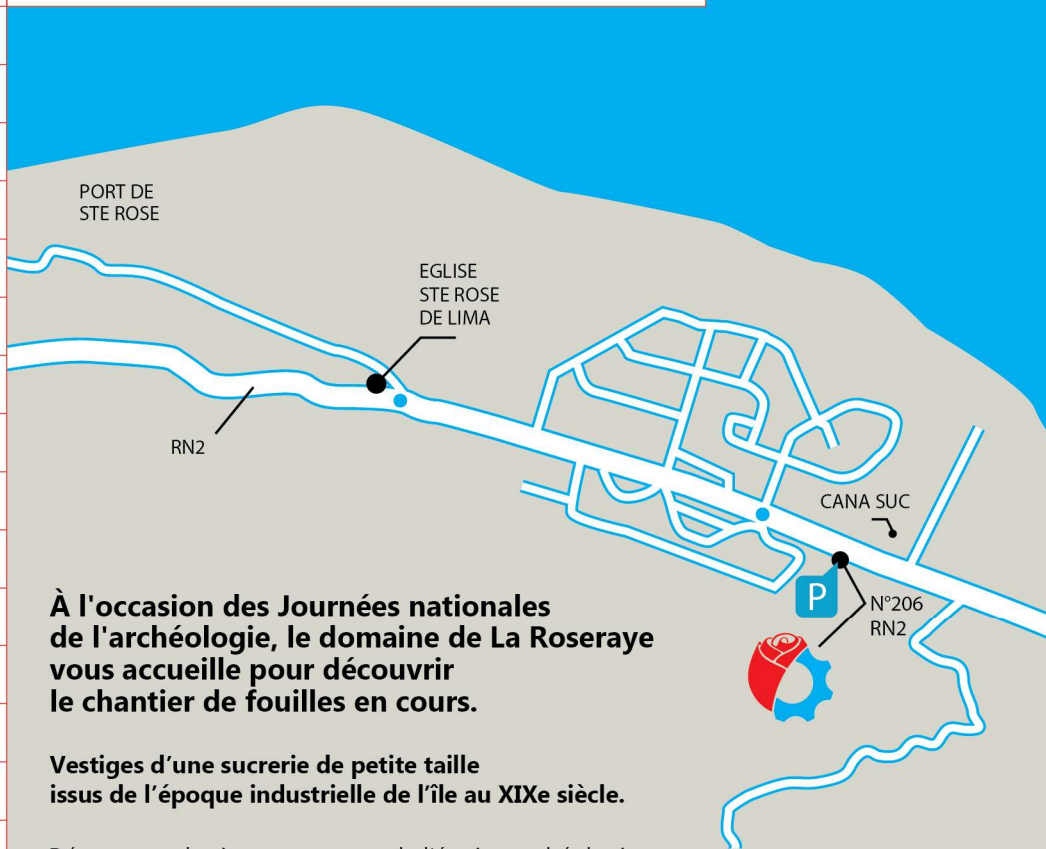 PORT DE
STE ROSE
EGLISE
STE ROSE
DE LIMA
RN2
CANA SUC
P
N°206
RN2
À l'occasion des Journées nationales
de l'archéologie, le domaine de La Roseraye
vous accueille pour découvrir
le chantier de fouilles en cours.
Vestiges d’une sucrerie de petite taille
issus de l’époque industrielle de l’île au XIXe siècle.